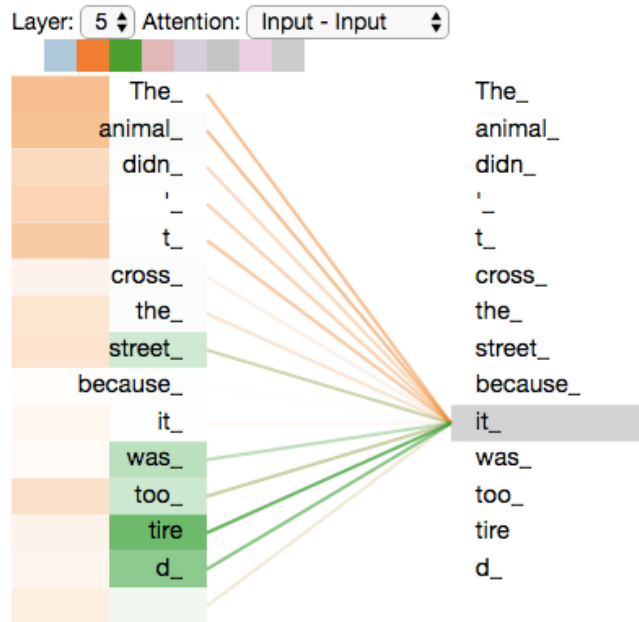 Layer: 5 Attention: Input - Input
The_ The_
animal_ animal_
didn_ didn_
'_ '_
t_ t_
cross_ cross_
the_ the_
street_ street_
because_ because_
it_ it_
was_ was_
too_ too_
tire tire
d_ d_